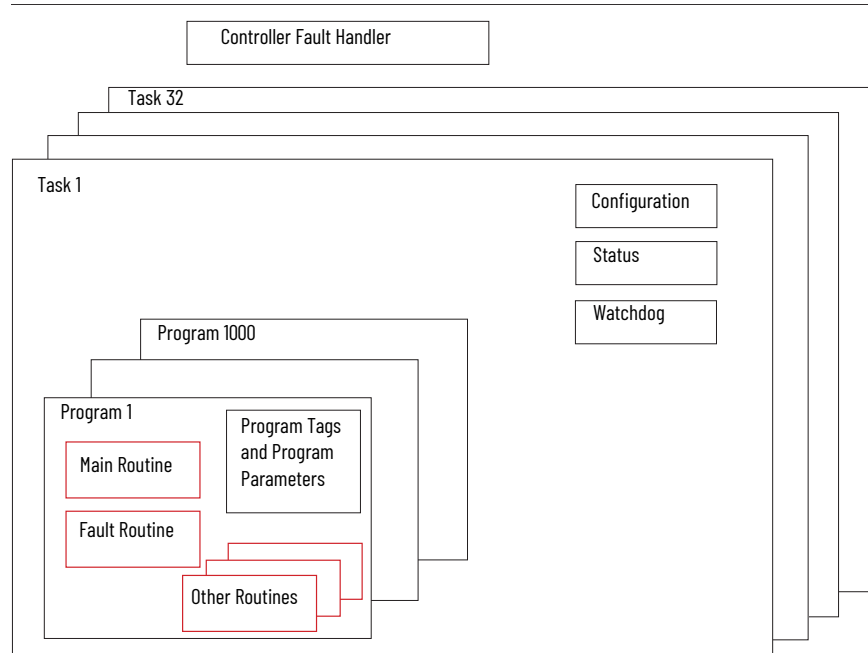 Controller Fault Handler
Task 32
Task 1
Configuration
Status
Watchdog
Program 1000
Program 1
Program Tags
and Program
Parameters
Main Routine
Fault Routine
Other Routines